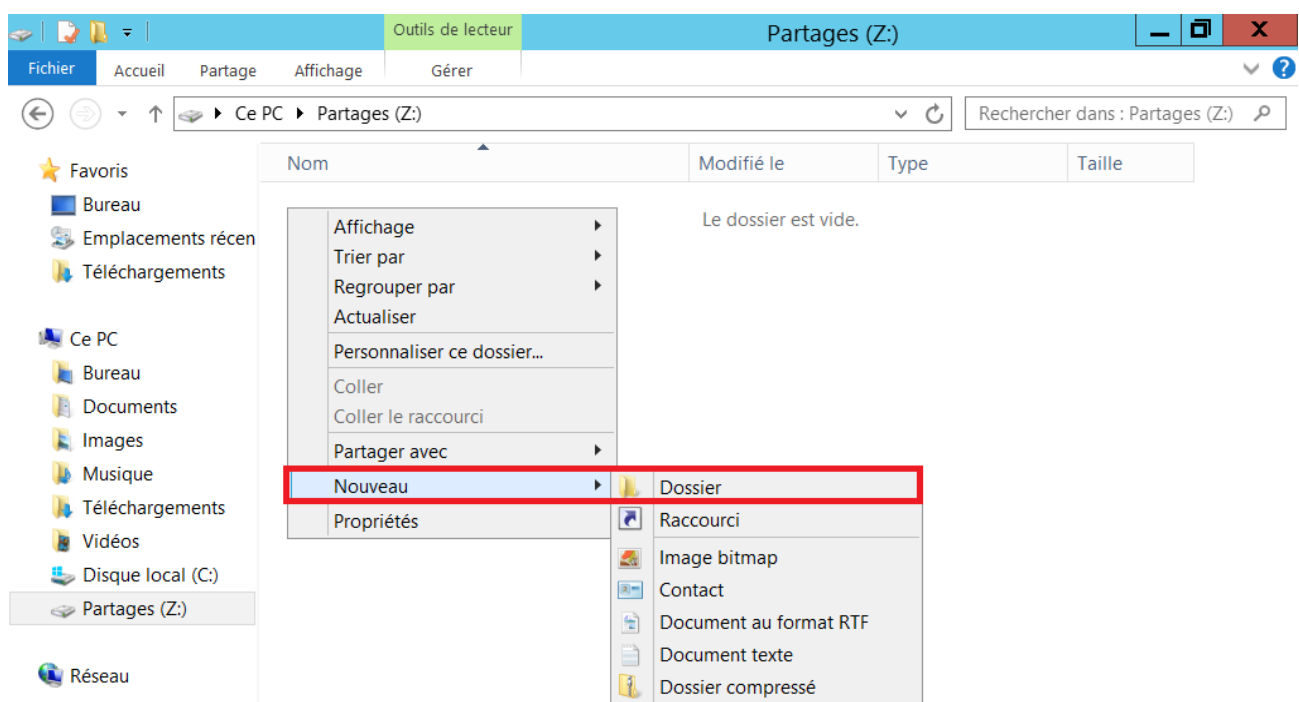 Outils de lecteur
Partages (Z:)
Fichier Accueil Partage Affichage Gérer
Ce PC Partages (Z:)
Rechercher dans : Partages (Z:)
Nom Modifié le Type Taille
Le dossier est vide.
Favoris
Bureau
Emplacements récen
Téléchargements
Ce PC
Bureau
Documents
Images
Musique
Téléchargements
Vidéos
Disque local (C:)
Partages (Z:)
Réseau
Affichage
Trier par
Regrouper par
Actualiser
Personnaliser ce dossier...
Coller
Coller le raccourci
Partager avec
Nouveau
Propriétés
Dossier
Raccourci
Image bitmap
Contact
Document au format RTF
Document texte
Dossier compressé